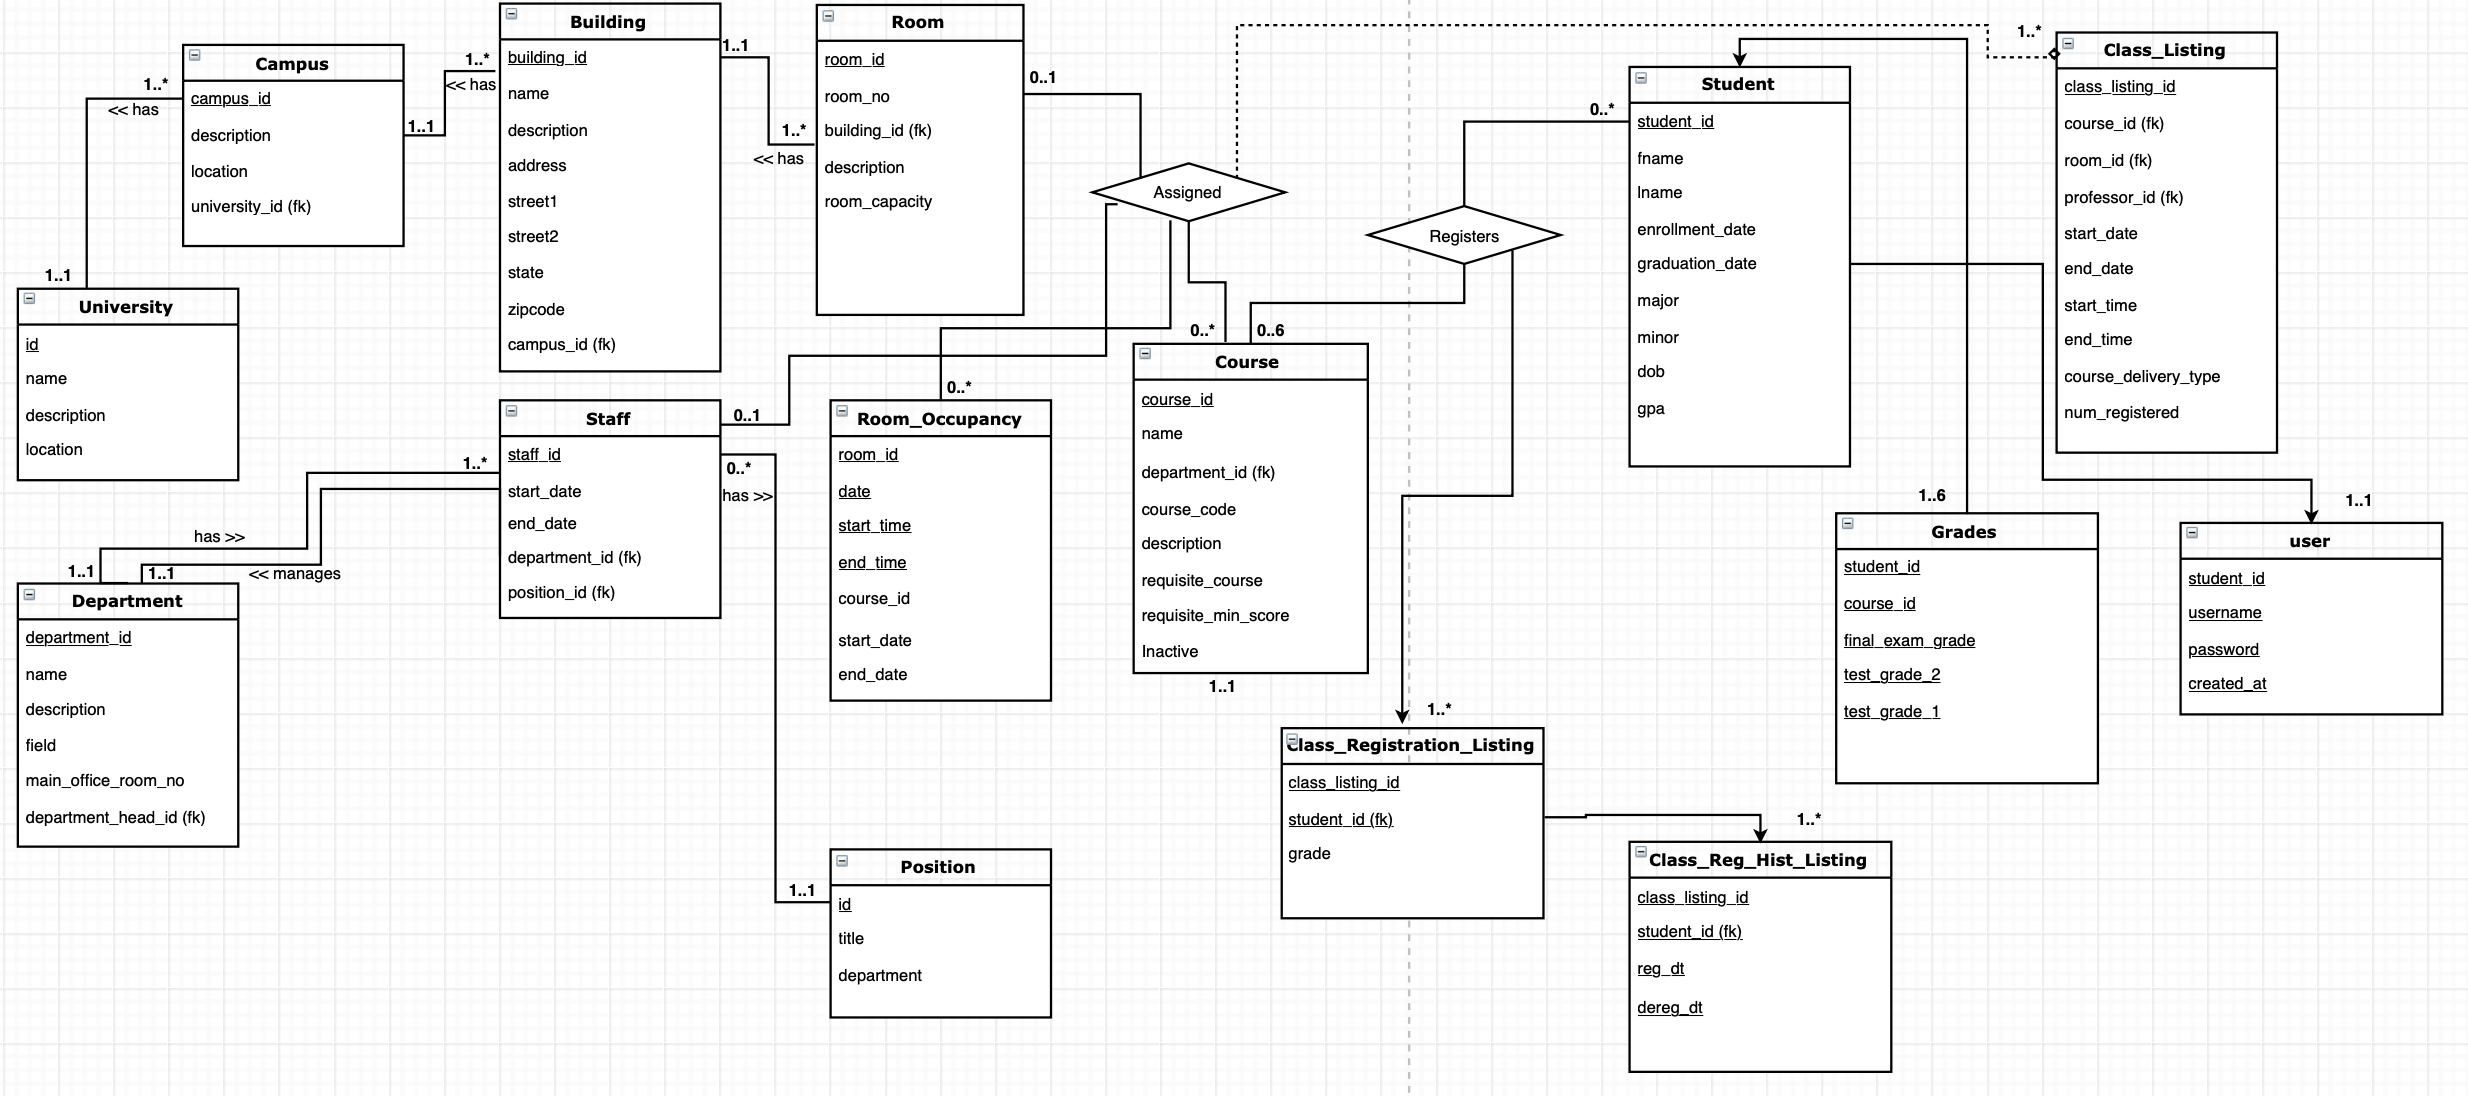 University
id
name
description
location
1..1
1..*
<< has
Campus
campus_id
description
location
university_id (fk)
1..1
1..*
<< has
Building
building_id
name
description
address
street1
street2
state
zipcode
campus_id (fk)
1..1
1..*
<< has
Room
room_id
room_no
building_id (fk)
description
room_capacity
0..1
Assigned
Registers
0..*
Student
student_id
fname
lname
enrollment_date
graduation_date
major
minor
dob
gpa
1..*
Class_Listing
class_listing_id
course_id (fk)
room_id (fk)
professor_id (fk)
start_date
end_date
start_time
end_time
course_delivery_type
num_registered
Staff
staff_id
start_date
end_date
department_id (fk)
position_id (fk)
0..1
0..*
has >>
1..*
has >>
<< manages
1..1
1..1
Department
department_id
name
description
field
main_office_room_no
department_head_id (fk)
0..*
Room_Occupancy
room_id
date
start_time
end_time
course_id
start_date
end_date
0..*
0..6
Course
course_id
name
department_id (fk)
course_code
description
requisite_course
requisite_min_score
Inactive
1..1
1..6
Grades
student_id
course_id
final_exam_grade
test_grade_2
test_grade_1
1..1
user
student_id
username
password
created_at
1..*
Class_Registration_Listing
class_listing_id
student_id (fk)
grade
1..*
Class_Reg_Hist_Listing
class_listing_id
student_id (fk)
reg_dt
dereg_dt
1..1
Position
id
title
department